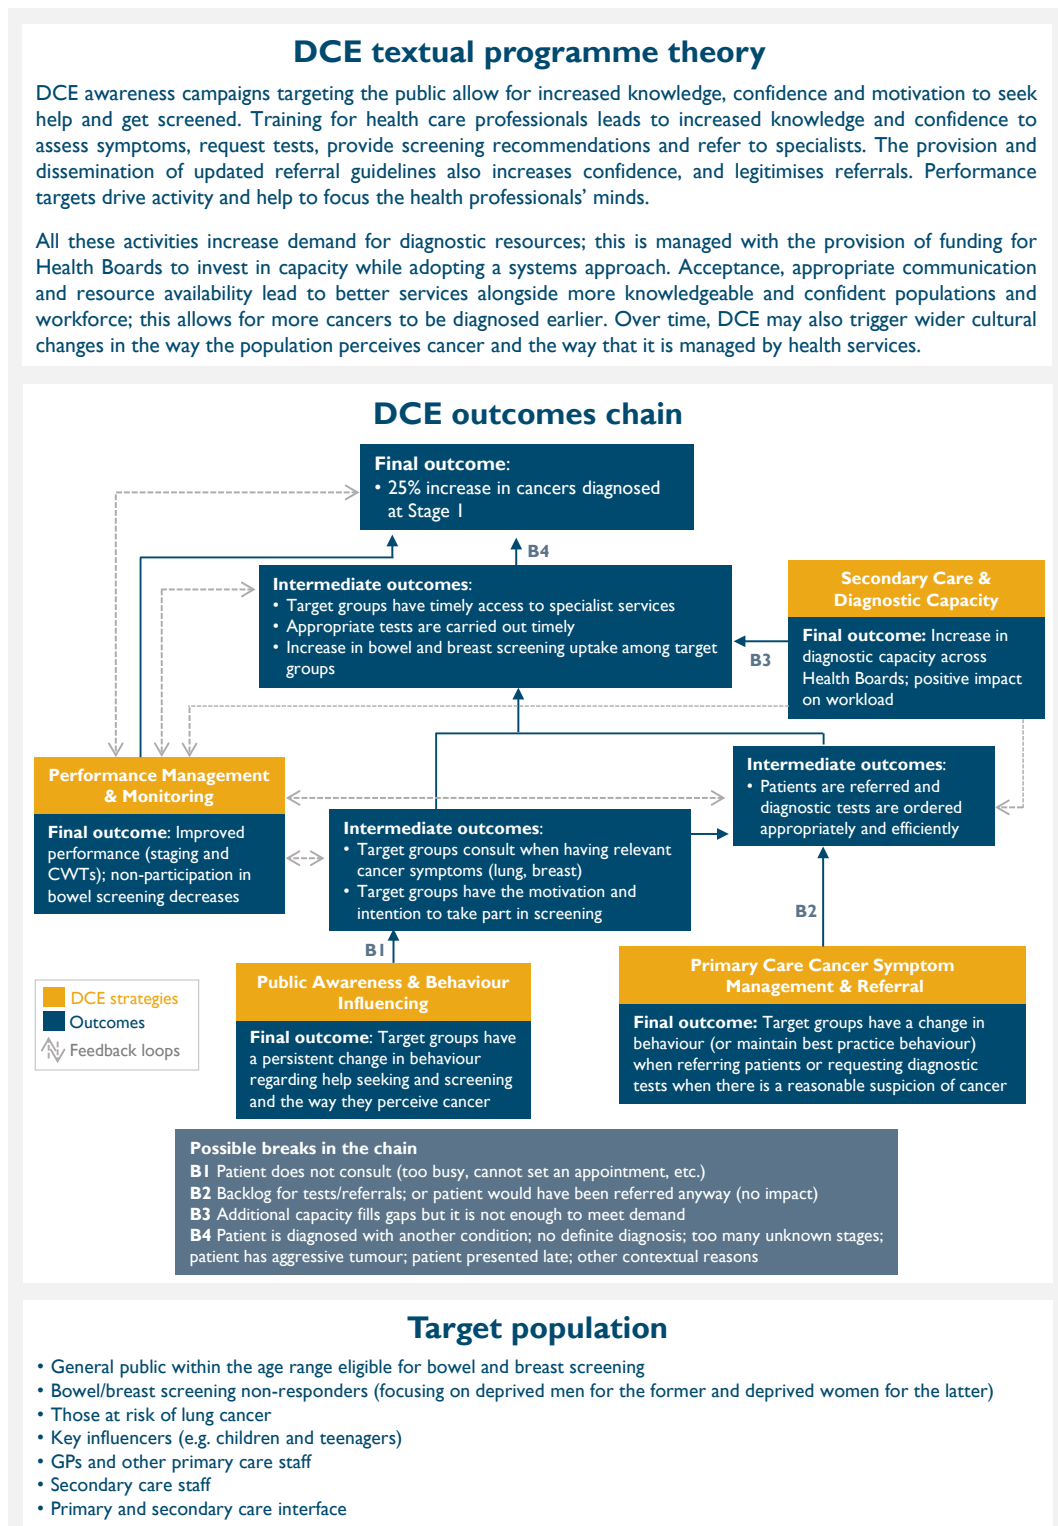 DCE textual programme theory
DCE awareness campaigns targeting the public allow for increased knowledge, confidence and motivation to seek
help and get screened. Training for health care professionals leads to increased knowledge and confidence to
assess symptoms, request tests, provide screening recommendations and refer to specialists. The provision and
dissemination of updated referral guidelines also increases confidence, and legitimises referrals. Performance
targets drive activity and help to focus the health professionals’ minds.
All these activities increase demand for diagnostic resources; this is managed with the provision of funding for
Health Boards to invest in capacity while adopting a systems approach. Acceptance, appropriate communication
and resource availability lead to better services alongside more knowledgeable and confident populations and
workforce; this allows for more cancers to be diagnosed earlier. Over time, DCE may also trigger wider cultural
changes in the way the population perceives cancer and the way that it is managed by health services.
DCE outcomes chain
Final outcome:
• 25% increase in cancers diagnosed
at Stage 1
B4
Intermediate outcomes:
• Target groups have timely access to specialist services
• Appropriate tests are carried out timely
• Increase in bowel and breast screening uptake among target
groups
Secondary Care &
Diagnostic Capacity
Final outcome: Increase in
diagnostic capacity across
Health Boards; positive impact
on workload
B3
Performance Management
& Monitoring
Final outcome: Improved
performance (staging and
CWTs); non-participation in
bowel screening decreases
Intermediate outcomes:
• Patients are referred and
diagnostic tests are ordered
appropriately and efficiently
Intermediate outcomes:
• Target groups consult when having relevant
cancer symptoms (lung, breast)
• Target groups have the motivation and
intention to take part in screening
B2
B1
Public Awareness & Behaviour
Influencing
Final outcome: Target groups have
a persistent change in behaviour
regarding help seeking and screening
and the way they perceive cancer
Primary Care Cancer Symptom
Management & Referral
Final outcome: Target groups have a change in
behaviour (or maintain best practice behaviour)
when referring patients or requesting diagnostic
tests when there is a reasonable suspicion of cancer
DCE strategies
Outcomes
Feedback loops
Possible breaks in the chain
B1 Patient does not consult (too busy, cannot set an appointment, etc.)
B2 Backlog for tests/referrals; or patient would have been referred anyway (no impact)
B3 Additional capacity fills gaps but it is not enough to meet demand
B4 Patient is diagnosed with another condition; no definite diagnosis; too many unknown stages;
patient has aggressive tumour; patient presented late; other contextual reasons
Target population
• General public within the age range eligible for bowel and breast screening
• Bowel/breast screening non-responders (focusing on deprived men for the former and deprived women for the latter)
• Those at risk of lung cancer
• Key influencers (e.g. children and teenagers)
• GPs and other primary care staff
• Secondary care staff
• Primary and secondary care interface